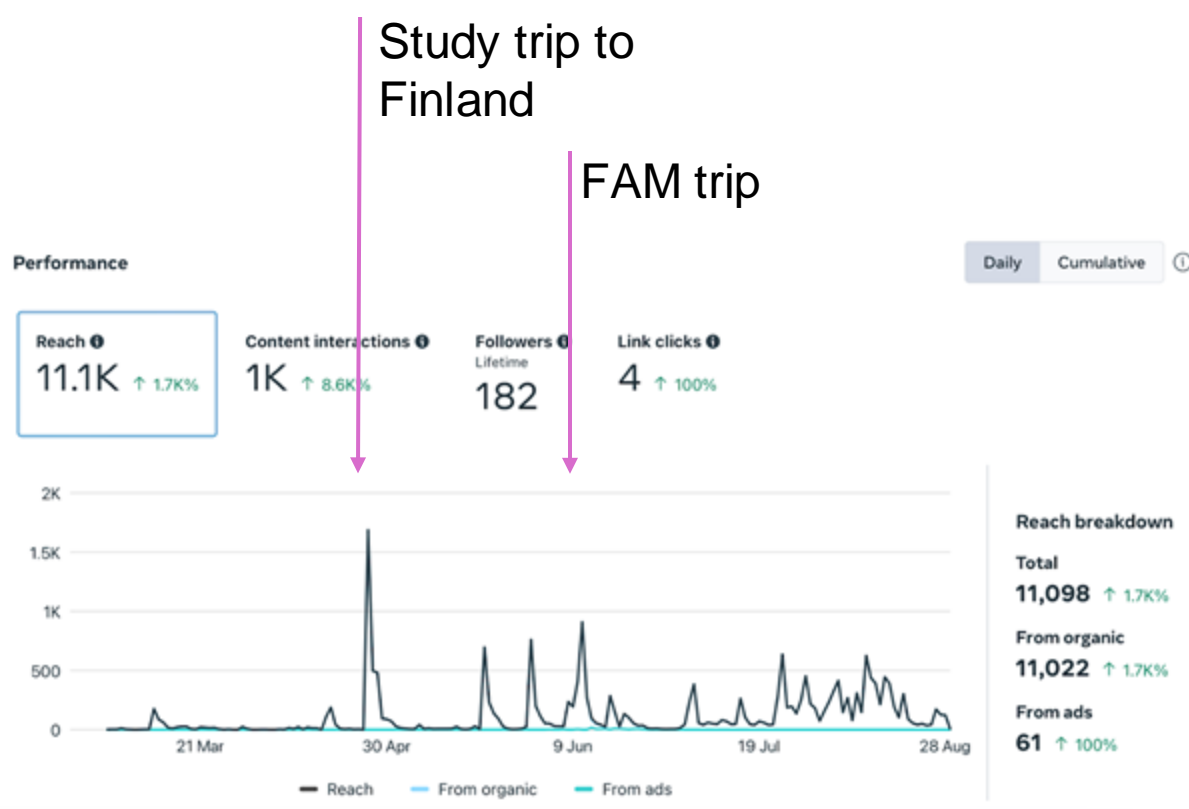 Study trip to
Finland
FAM trip
Performance
Daily Cumulative
Reach
11.1K ↑ 1.7K%
Content interactions
1K ↑ 8.6K%
Followers
Lifetime
182
Link clicks
4 ↑ 100%
2K
1.5K
1K
500
0
21 Mar 30 Apr 9 Jun 19 Jul 28 Aug
Reach From organic From ads
Reach breakdown
Total
11,098 ↑ 1.7K%
From organic
11,022 ↑ 1.7K%
From ads
61 ↑ 100%